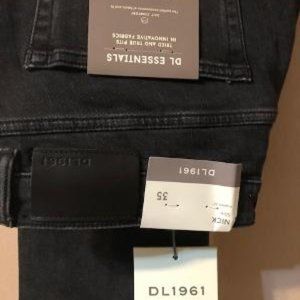 DL ESSENTIALS
TRIED AND TRUE FITS
IN INNOVATIVE FABRICS
DL1961
DL1961
NICK
35
DL1961